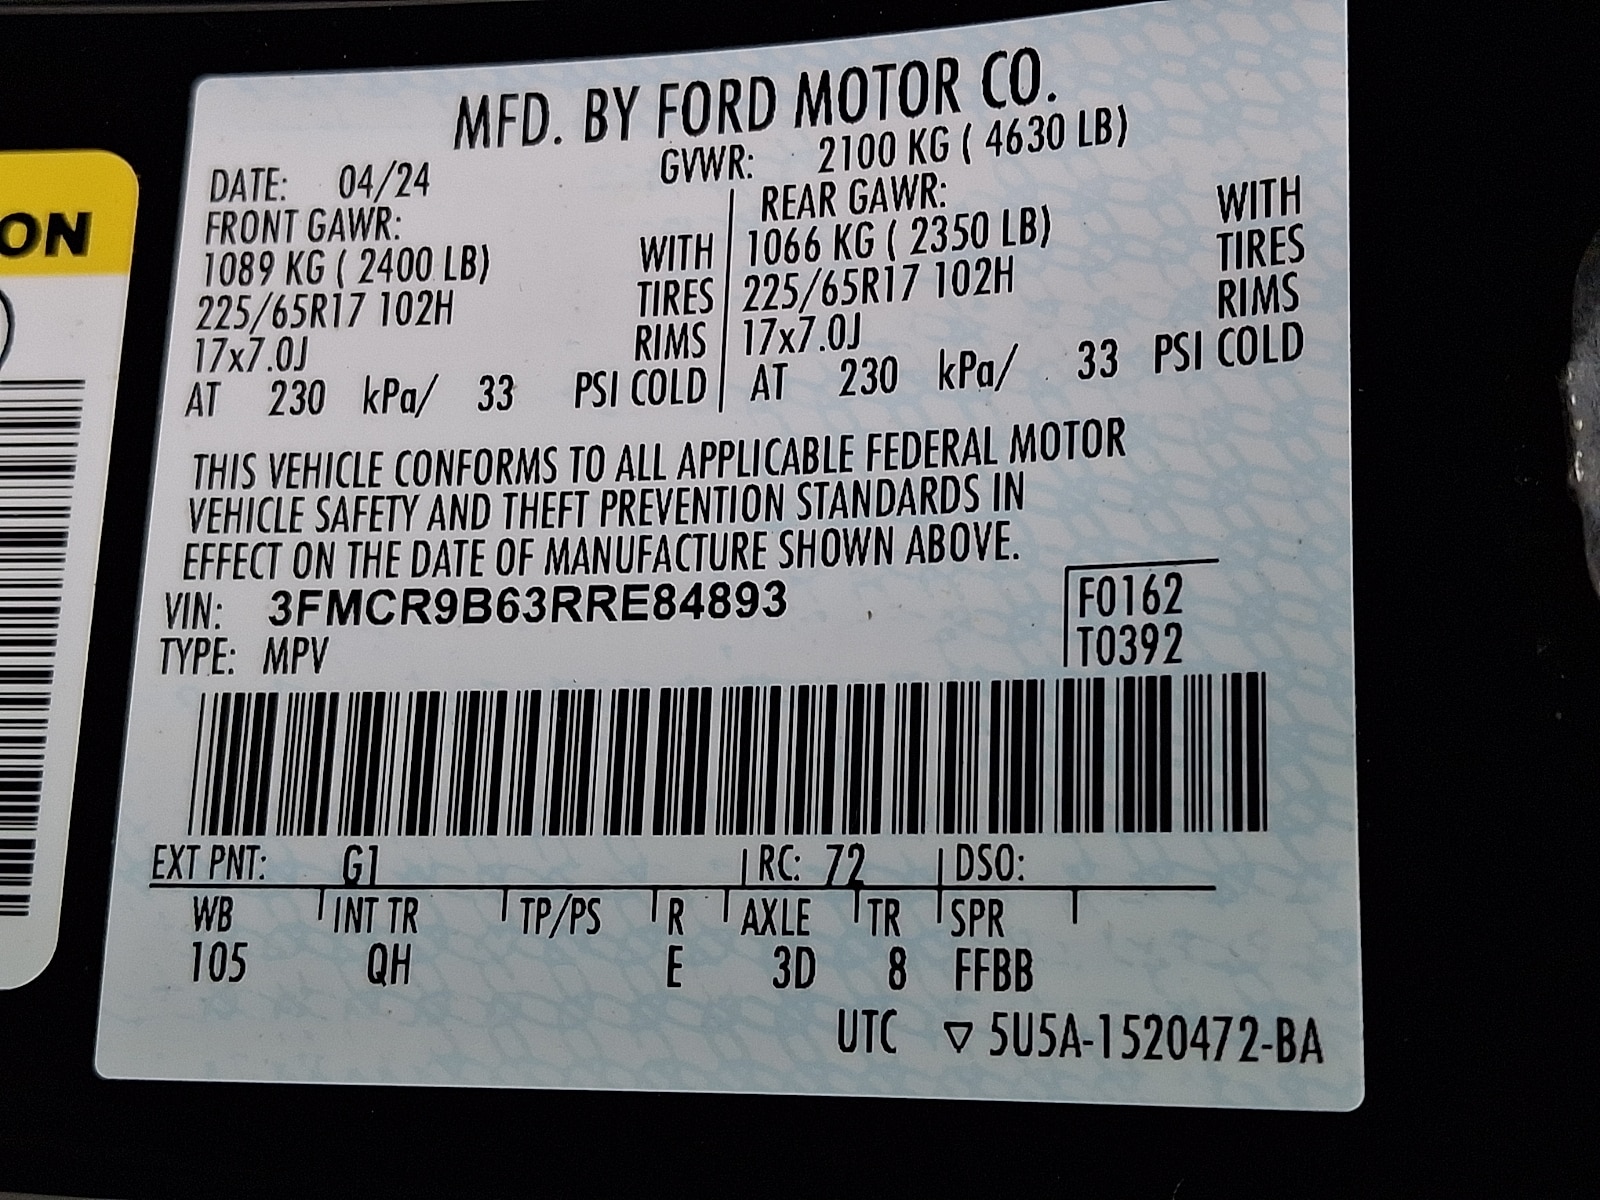 ON
MFD. BY FORD MOTOR CO.
DATE: 04/24 GVWR: 2100 KG ( 4630 LB)
FRONT GAWR: REAR GAWR:
1089 KG ( 2400 LB) WITH 1066 KG ( 2350 LB) WITH
225/65R17 102H TIRES 225/65R17 102H TIRES
17x7.0J RIMS 17x7.0J RIMS
AT 230 kPa/ 33 PSI COLD AT 230 kPa/ 33 PSI COLD
THIS VEHICLE CONFORMS TO ALL APPLICABLE FEDERAL MOTOR
VEHICLE SAFETY AND THEFT PREVENTION STANDARDS IN
EFFECT ON THE DATE OF MANUFACTURE SHOWN ABOVE.
VIN: 3FMCR9B63RRE84893 F0162
TYPE: MPV T0392
EXT PNT: G1 RC: 72 DSO:
WB INT TR TP/PS R AXLE TR SPR
105 QH E 3D 8 FFBB
UTC ▽ 5U5A-1520472-BA